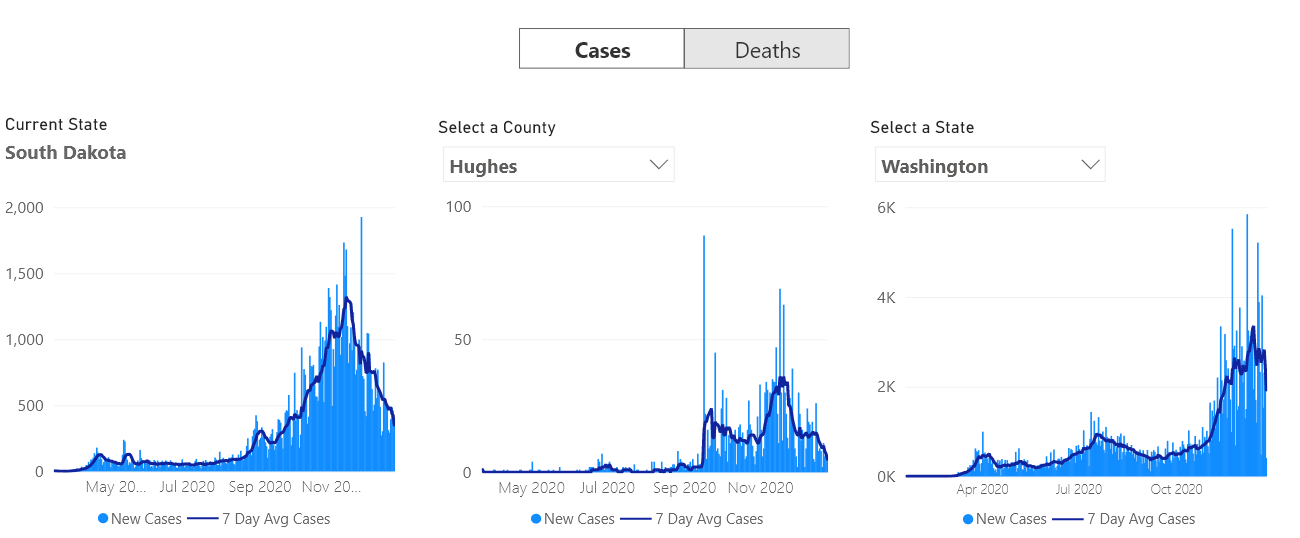 Cases Deaths
Current State
South Dakota
2,000
1,500
1,000
500
0
May 20... Jul 2020 Sep 2020 Nov 20...
New Cases 7 Day Avg Cases
Select a County
Hughes
100
50
0
May 2020 Jul 2020 Sep 2020 Nov 2020
New Cases 7 Day Avg Cases
Select a State
Washington
6K
4K
2K
0K
Apr 2020 Jul 2020 Oct 2020
New Cases 7 Day Avg Cases